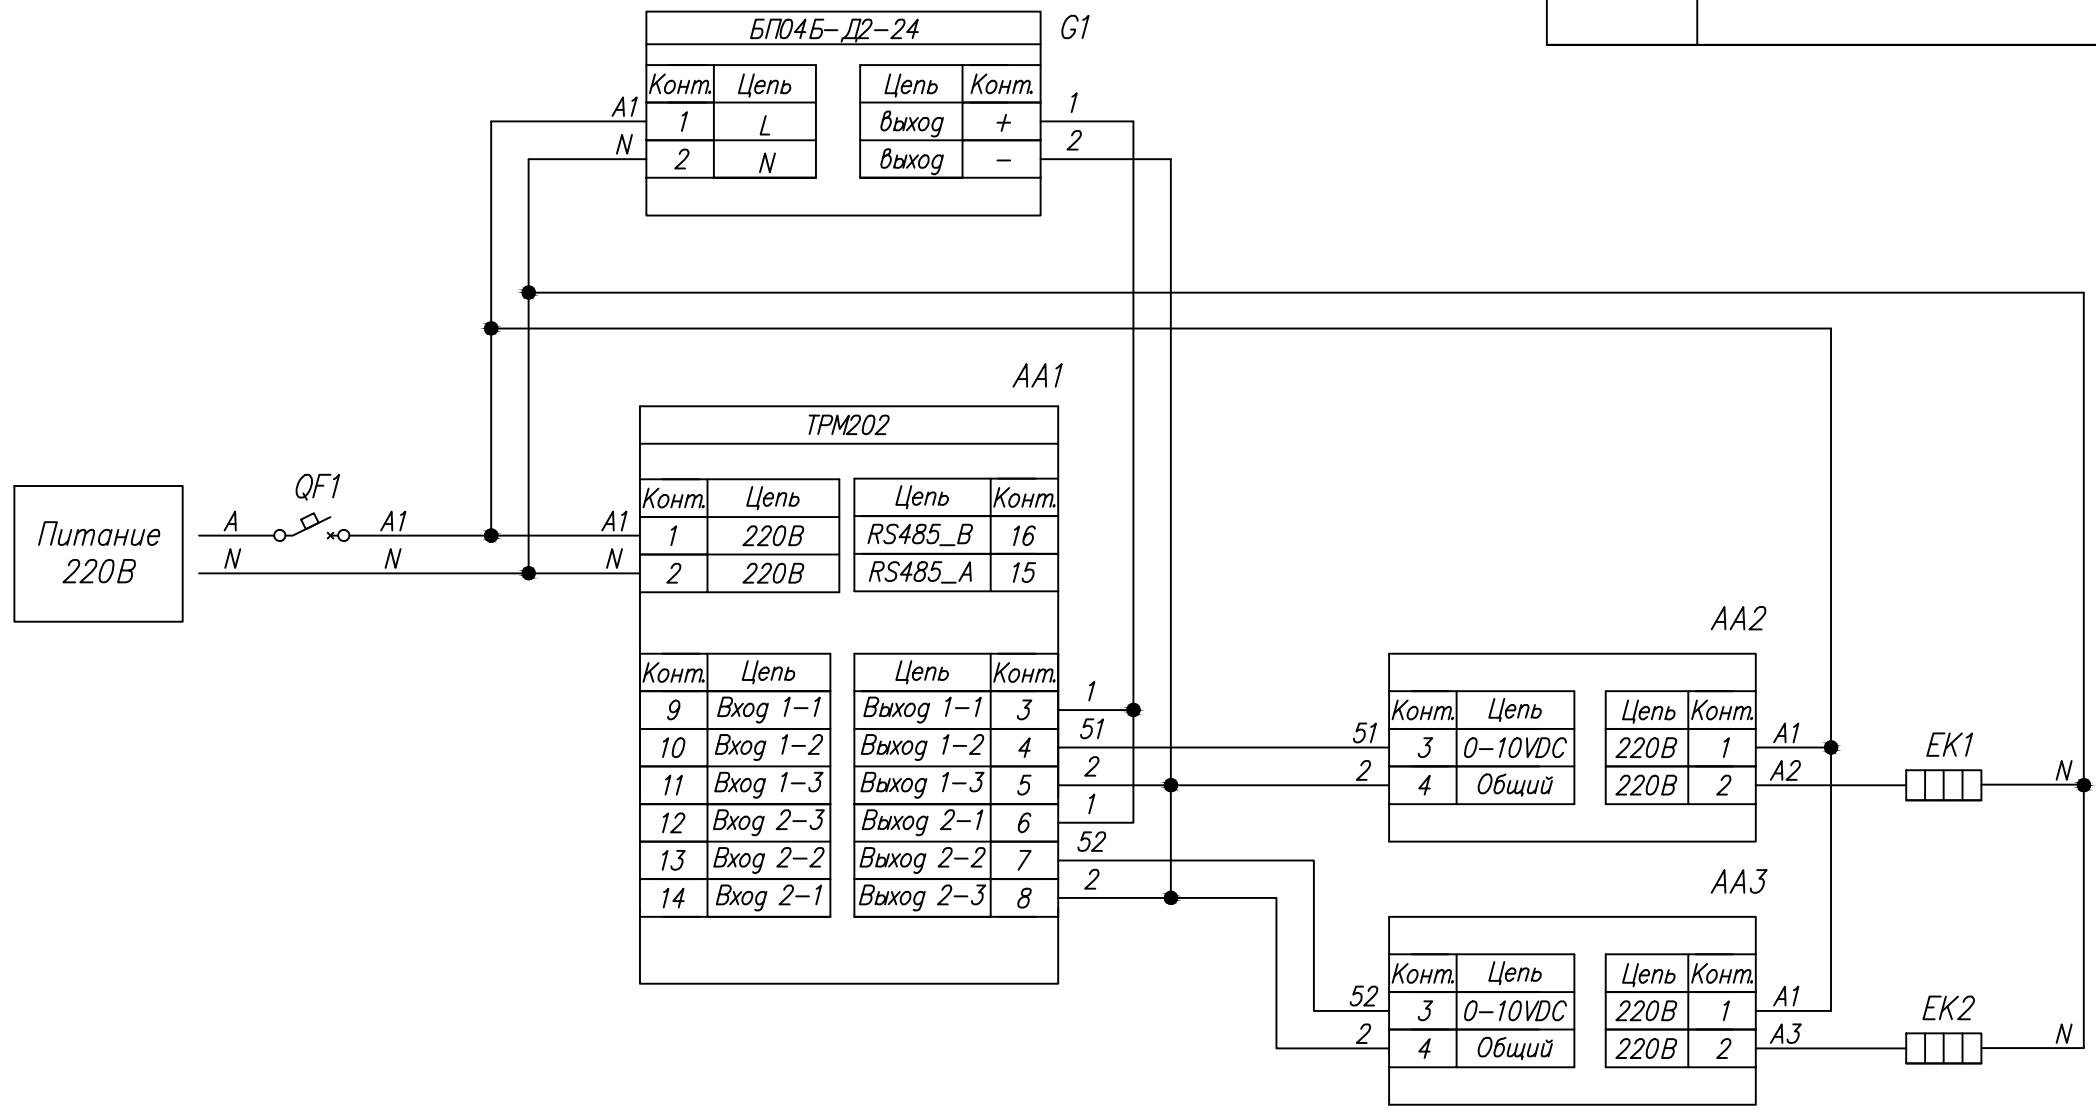 БП04Б-Д2-24
G1
Конт. Цепь Цепь Конт.
A1 1 L выход + 1
N 2 N выход - 2
AA1
ТРМ202
QF1
Питание
220В
A A1 A1
N N N
Конт. Цепь Цепь Конт.
1 220В RS485_B 16
2 220В RS485_A 15
Конт. Цепь Цепь Конт.
9 Вход 1-1 Выход 1-1 3 1
10 Вход 1-2 Выход 1-2 4 51
11 Вход 1-3 Выход 1-3 5 2
12 Вход 2-3 Выход 2-1 6 1
13 Вход 2-2 Выход 2-2 7 52
14 Вход 2-1 Выход 2-3 8 2
AA2
Конт. Цепь Цепь Конт.
51 3 0-10VDC 220В 1 A1
2 4 Общий 220В 2 A2
EK1
N
AA3
Конт. Цепь Цепь Конт.
52 3 0-10VDC 220В 1 A1
2 4 Общий 220В 2 A3
EK2
N